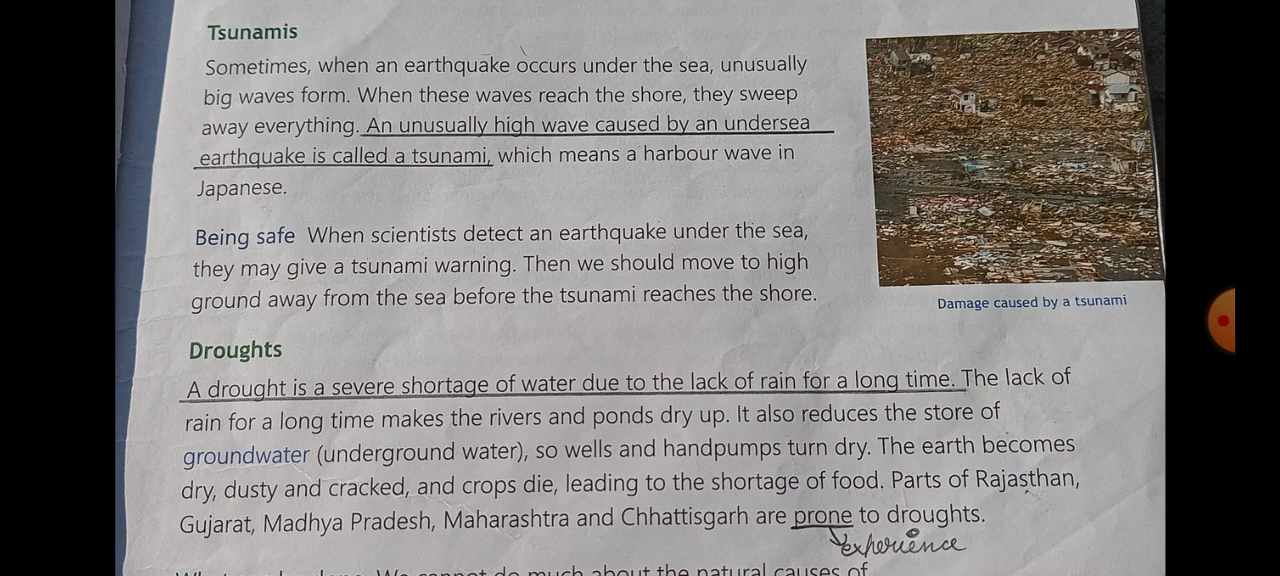 Tsunamis
Sometimes, when an earthquake occurs under the sea, unusually
big waves form. When these waves reach the shore, they sweep
away everything. An unusually high wave caused by an undersea
earthquake is called a tsunami, which means a harbour wave in
Japanese.
Being safe When scientists detect an earthquake under the sea,
they may give a tsunami warning. Then we should move to high
ground away from the sea before the tsunami reaches the shore.
Damage caused by a tsunami
Droughts
A drought is a severe shortage of water due to the lack of rain for a long time. The lack of
rain for a long time makes the rivers and ponds dry up. It also reduces the store of
groundwater (underground water), so wells and handpumps turn dry. The earth becomes
dry, dusty and cracked, and crops die, leading to the shortage of food. Parts of Rajasthan,
Gujarat, Madhya Pradesh, Maharashtra and Chhattisgarh are prone to droughts.
experience
We cannot do much about the natural causes of